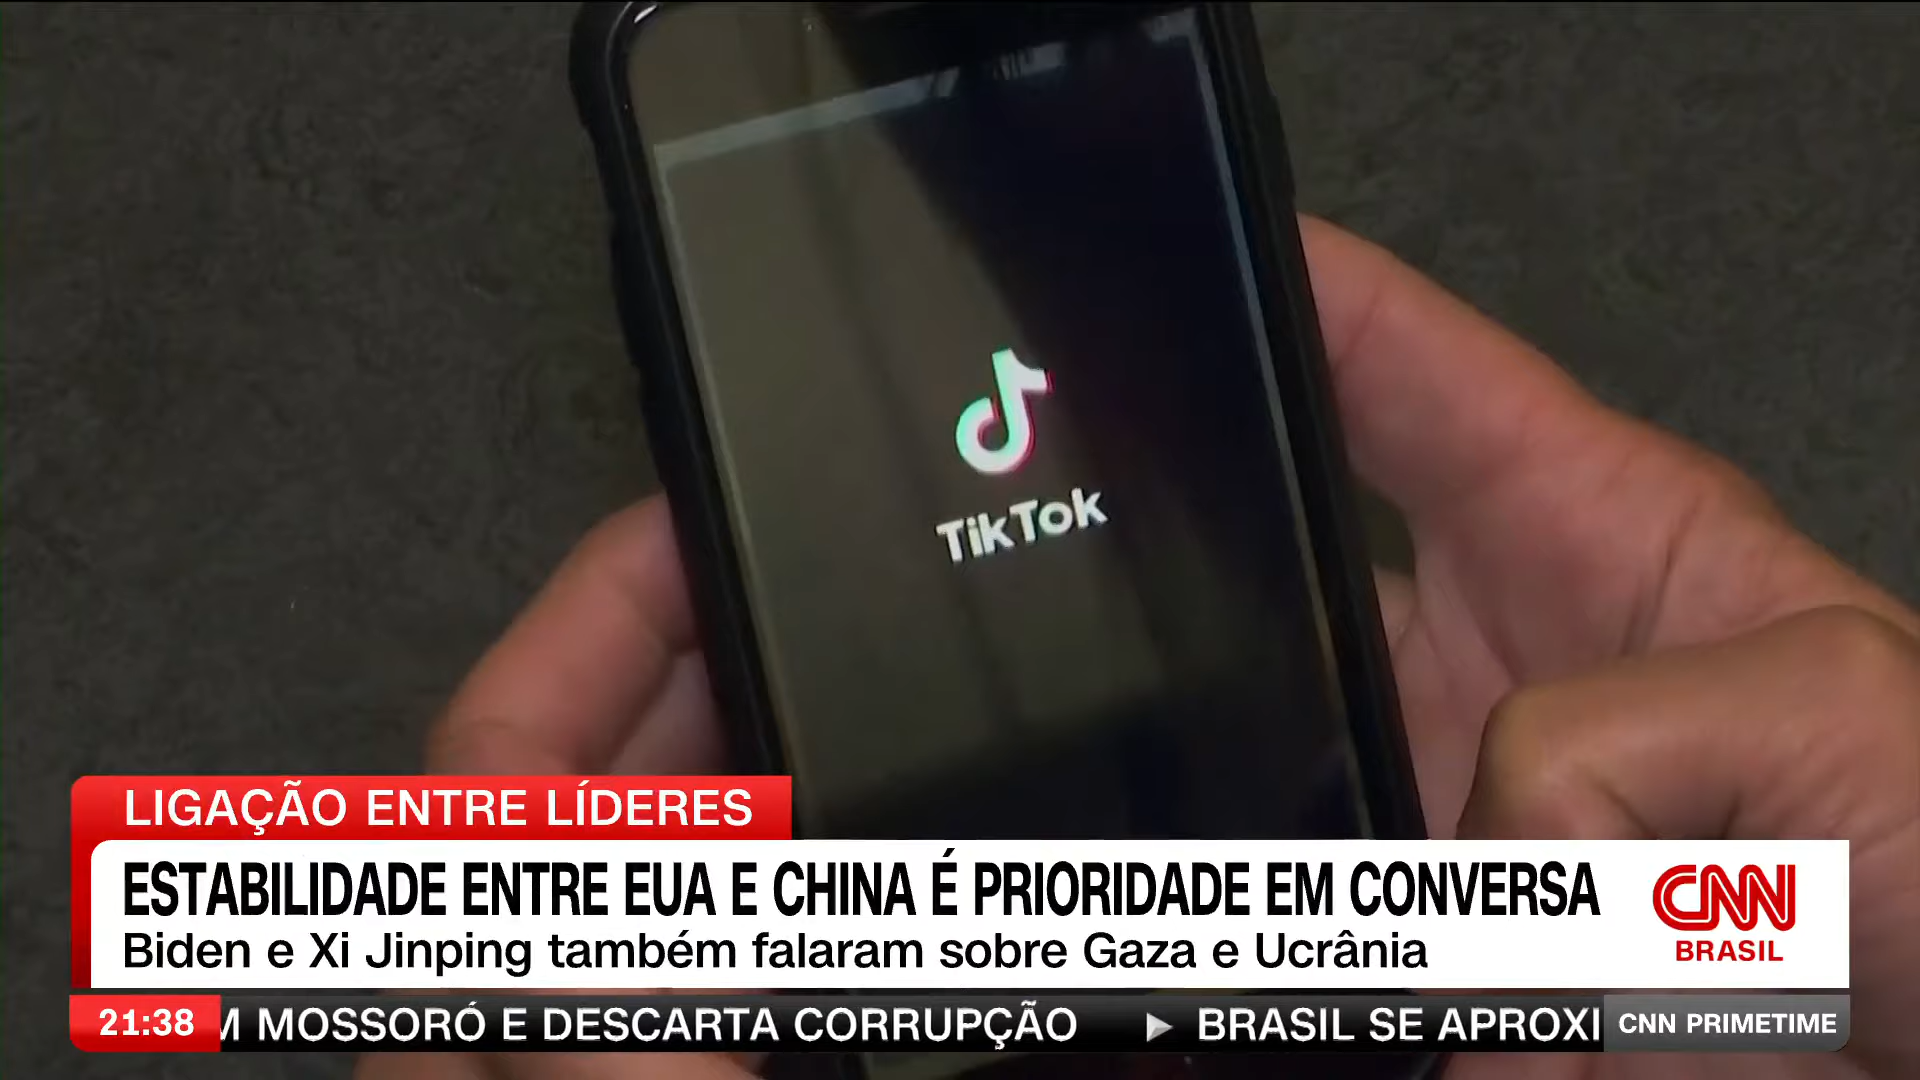 TikTok
LIGAÇÃO ENTRE LÍDERES
ESTABILIDADE ENTRE EUA E CHINA É PRIORIDADE EM CONVERSA
Biden e Xi Jinping também falaram sobre Gaza e Ucrânia
CNN
BRASIL
21:38
M MOSSORÓ E DESCARTA CORRUPÇÃO ▶ BRASIL SE APROXI
CNN PRIMETIME